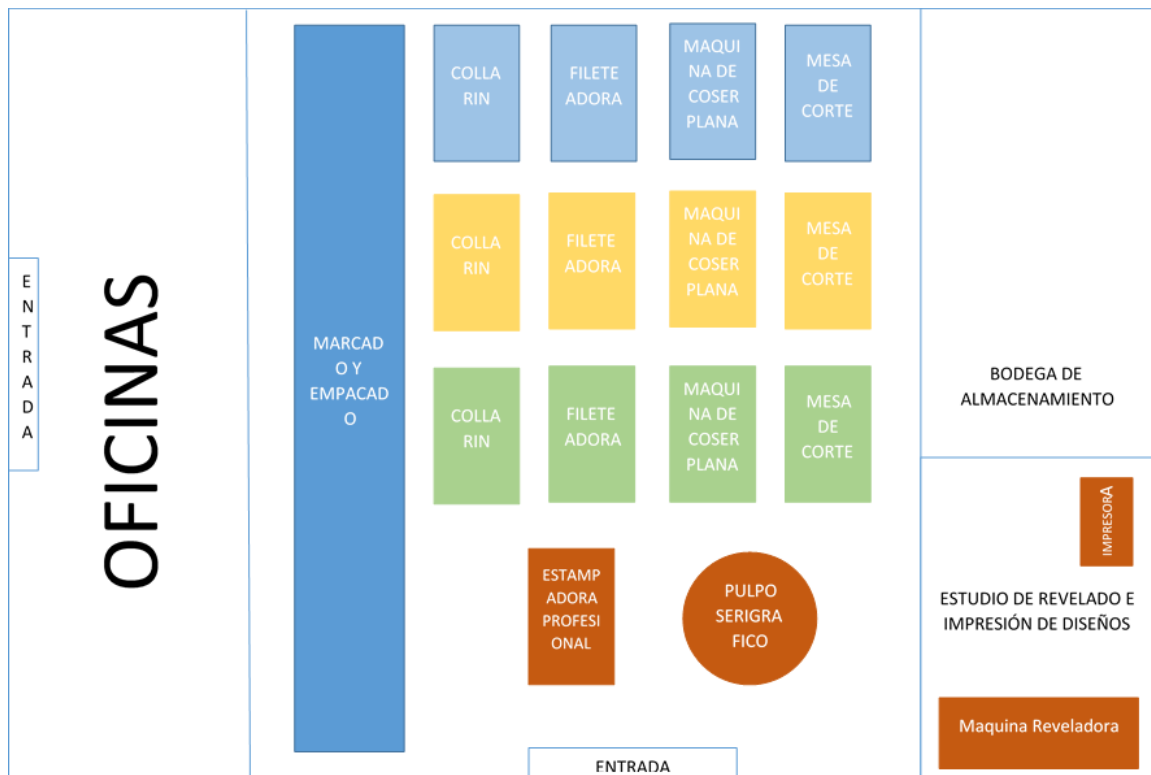 COLLA
RIN
FILETE
ADORA
MAQUI
NA DE
COSER
PLANA
MESA
DE
CORTE
COLLA
RIN
FILETE
ADORA
MAQUI
NA DE
COSER
PLANA
MESA
DE
CORTE
E
N
T
R
A
D
A
OFICINAS
MARCAD
O Y
EMPACAD
O
BODEGA DE
ALMACENAMIENTO
COLLA
RIN
FILETE
ADORA
MAQUI
NA DE
COSER
PLANA
MESA
DE
CORTE
IMPRESORA
ESTAMP
ADORA
PROFESI
ONAL
PULPO
SERIGRA
FICO
ESTUDIO DE REVELADO E
IMPRESIÓN DE DISEÑOS
Maquina Reveladora
ENTRADA